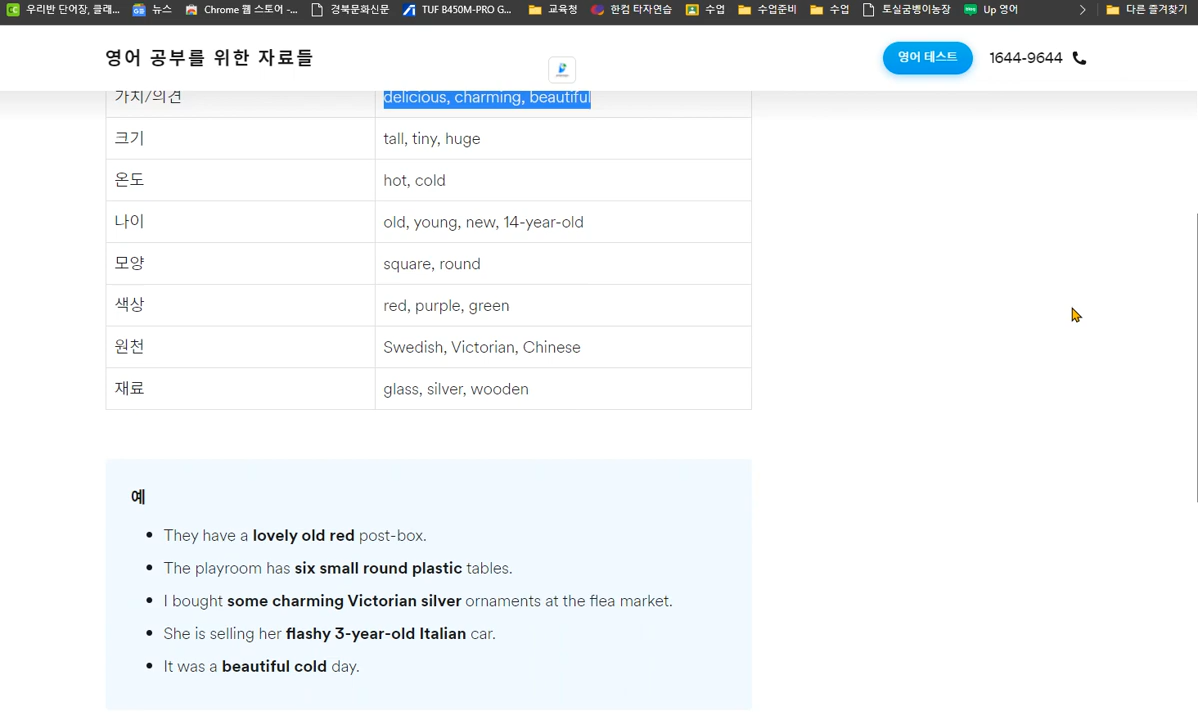 우리반 단어장, 클래... 뉴스 Chrome 웹 스토어 -... 경북문화신문 TUF B450M-PRO G... 교육청 한컴 타자연습 수업 수업준비 수업 토실굼벵이농장 Up 영어 다른 즐겨찾기
영어 공부를 위한 자료들 영어 테스트 1644-9644
가치/의견 delicious, charming, beautiful
크기 tall, tiny, huge
온도 hot, cold
나이 old, young, new, 14-year-old
모양 square, round
색상 red, purple, green
원천 Swedish, Victorian, Chinese
재료 glass, silver, wooden
예
They have a lovely old red post-box.
The playroom has six small round plastic tables.
I bought some charming Victorian silver ornaments at the flea market.
She is selling her flashy 3-year-old Italian car.
It was a beautiful cold day.